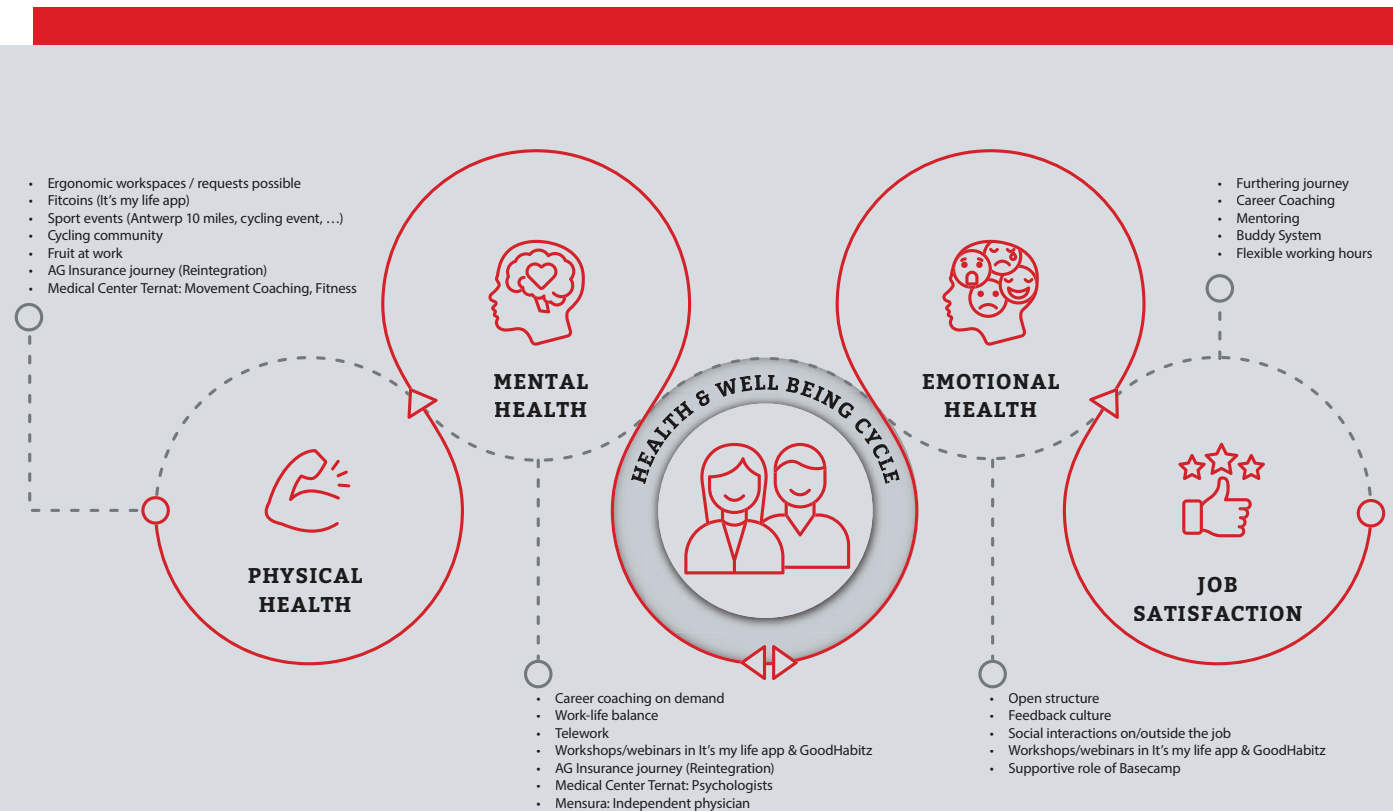 • Ergonomic workspaces / requests possible
• Fitcoins (It's my life app)
• Sport events (Antwerp 10 miles, cycling event, …)
• Cycling community
• Fruit at work
• AG Insurance journey (Reintegration)
• Medical Center Ternat: Movement Coaching, Fitness
PHYSICAL
HEALTH
MENTAL
HEALTH
• Career coaching on demand
• Work-life balance
• Telework
• Workshops/webinars in It's my life app & GoodHabitz
• AG Insurance journey (Reintegration)
• Medical Center Ternat: Psychologists
• Mensura: Independent physician
HEALTH & WELL BEING CYCLE
EMOTIONAL
HEALTH
• Open structure
• Feedback culture
• Social interactions on/outside the job
• Workshops/webinars in It's my life app & GoodHabitz
• Supportive role of Basecamp
• Furthering journey
• Career Coaching
• Mentoring
• Buddy System
• Flexible working hours
JOB
SATISFACTION